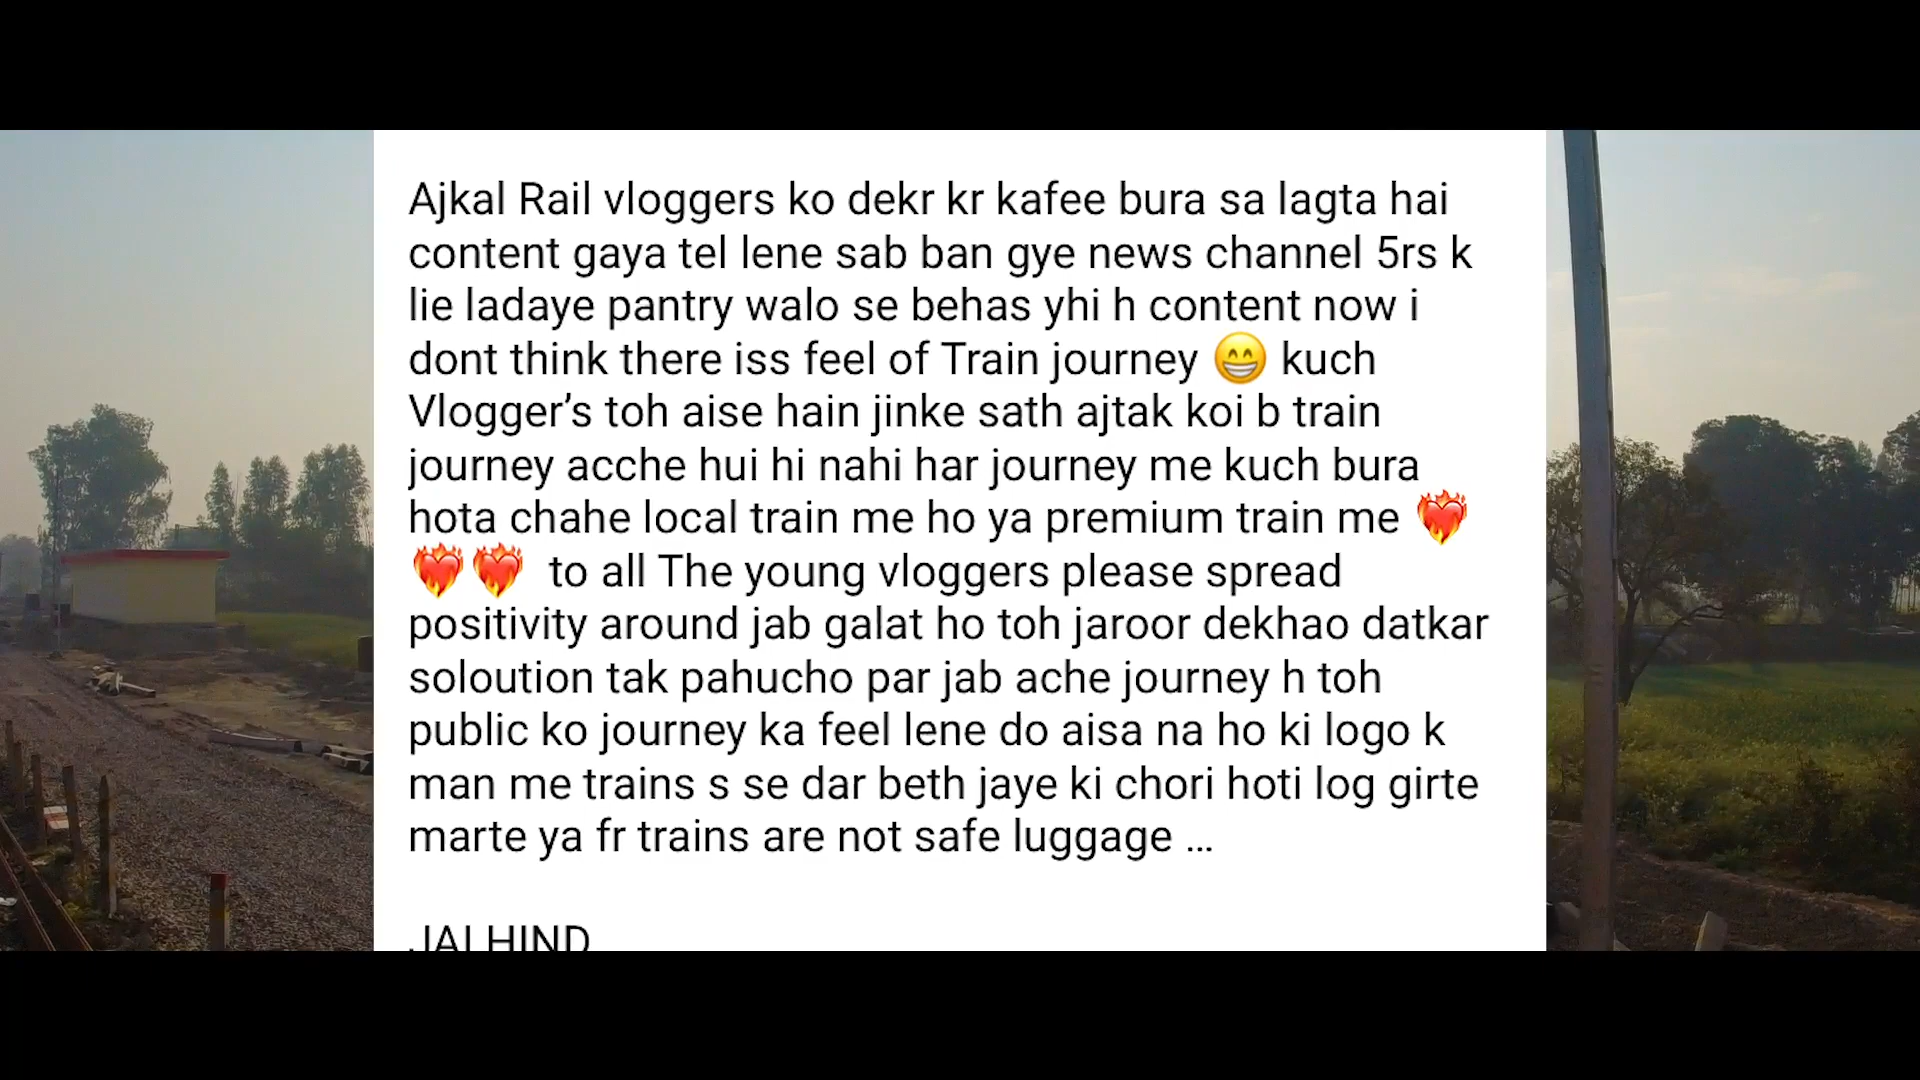 Ajkal Rail vloggers ko dekr kr kafee bura sa lagta hai
content gaya tel lene sab ban gye news channel 5rs k
lie ladaye pantry walo se behas yhi h content now i
dont think there iss feel of Train journey 😁 kuch
Vlogger’s toh aise hain jinke sath ajtak koi b train
journey acche hui hi nahi har journey me kuch bura
hota chahe local train me ho ya premium train me ❤️‍🔥
❤️‍🔥❤️‍🔥 to all The young vloggers please spread
positivity around jab galat ho toh jaroor dekhao datkar
soloution tak pahucho par jab ache journey h toh
public ko journey ka feel lene do aisa na ho ki logo k
man me trains s se dar beth jaye ki chori hoti log girte
marte ya fr trains are not safe luggage ...
JAI HIND